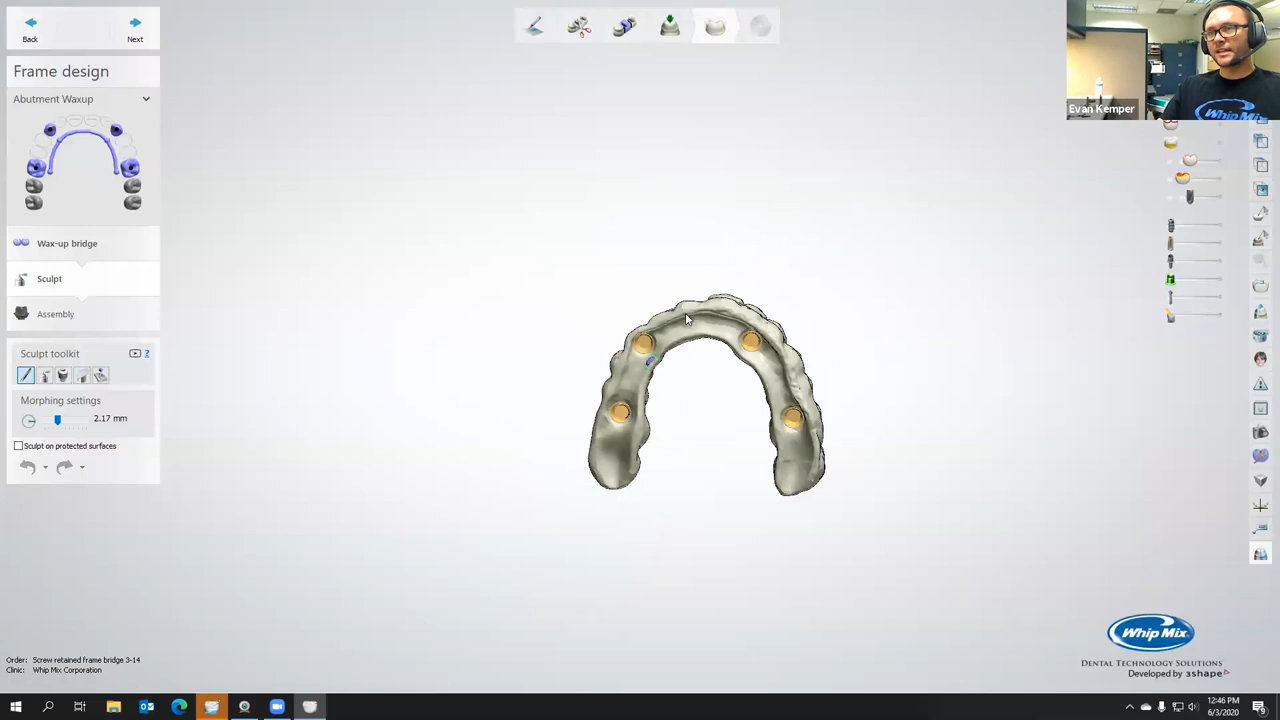 Back
Next
Frame design
Abutment Waxup
Wax-up bridge
Sculpt
Assembly
Sculpt toolkit
?
Morphing settings
2.17 mm
Sculpt on protected surfaces
Evan Kemper
Whip Mix
Whip Mix
DENTAL TECHNOLOGY SOLUTIONS
Developed by 3shape
Order: Screw retained frame bridge 3-14
Clinic: Whip Mix Corporation
12:46 PM
6/3/2020